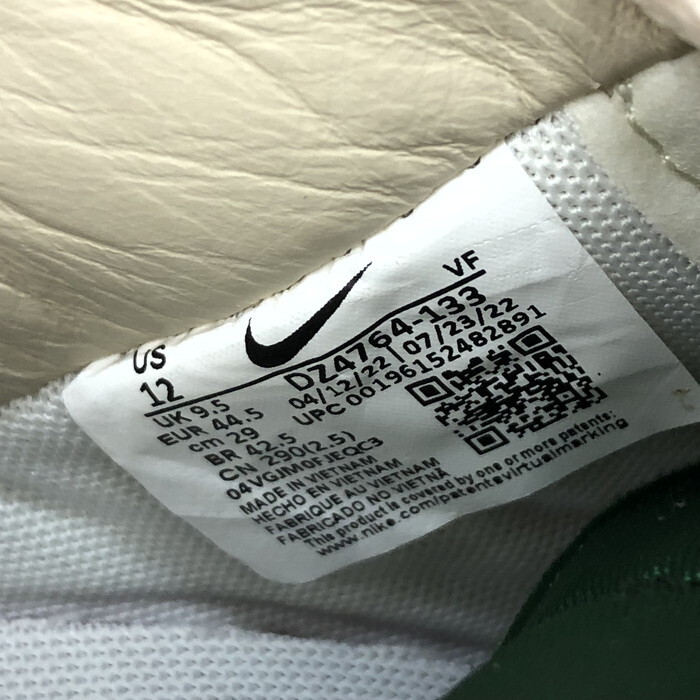 VF
US
12
UK 9.5
EUR 44.5
cm 29
BR 42.5
CN 290(2.5)
04VGIM0FJEQC3
DZ4764-133
04/12/22 | 07/23/22
UPC 00196152482891
MADE IN VIETNAM
HECHO EN VIETNAM
FABRIQUE AU VIETNAM
FABRICADO NO VIETNÃ
This product is covered by one or more patents:
www.nike.com/patentsvirtualmarking